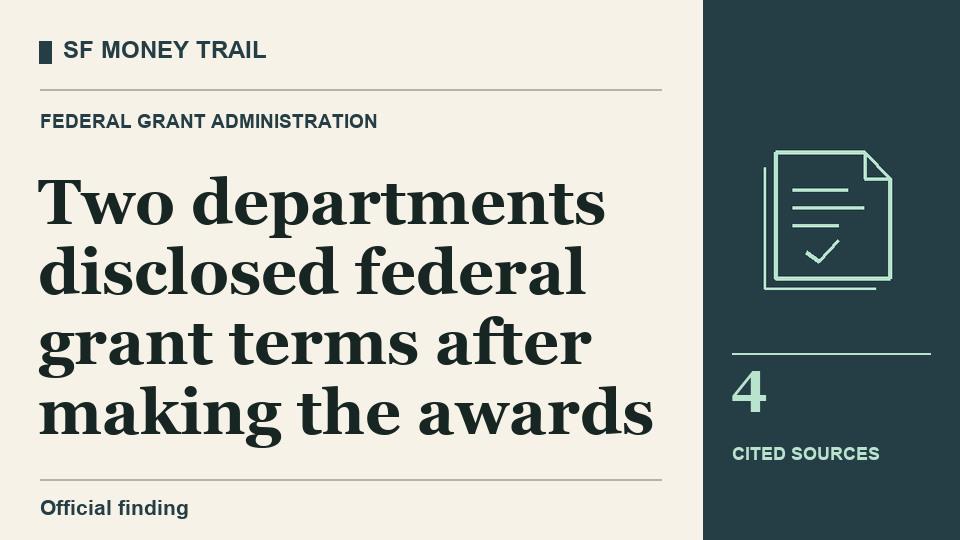 SF MONEY TRAIL
FEDERAL GRANT ADMINISTRATION
Two departments
disclosed federal
grant terms after
making the awards
Official finding
4
CITED SOURCES